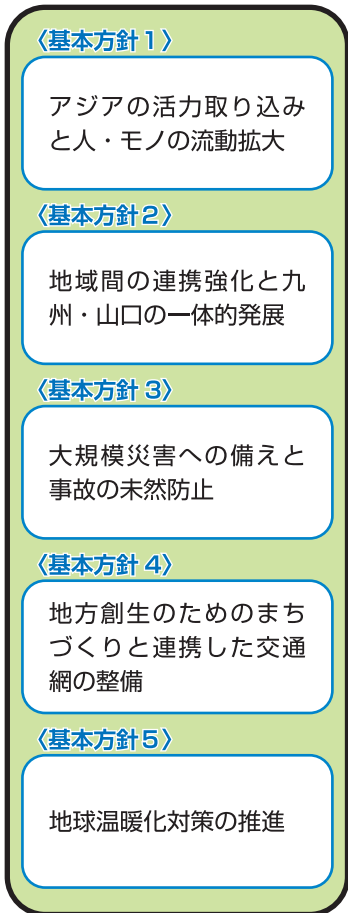 〈基本方針1〉
アジアの活力取り込み
と人・モノの流動拡大
〈基本方針2〉
地域間の連携強化と九
州・山口の一体的発展
〈基本方針 3〉
大規模災害への備えと
事故の未然防止
〈基本方針 4〉
地方創生のためのまち
づくりと連携した交通
網の整備
〈基本方針5〉
地球温暖化対策の推進